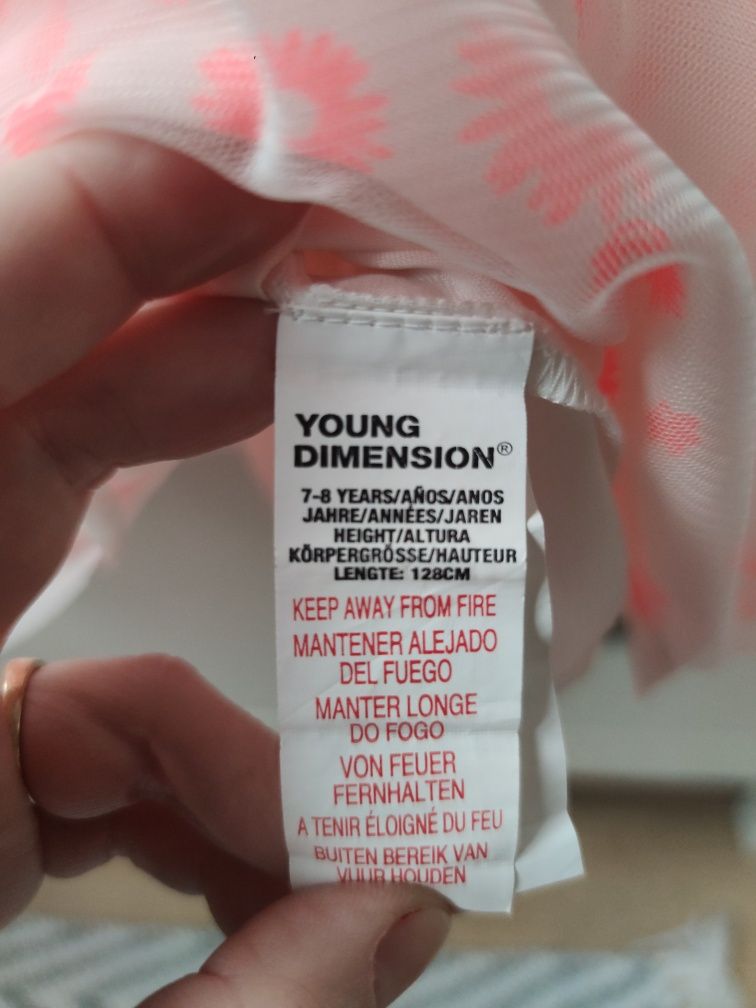 YOUNG
DIMENSION®
7-8 YEARS/AÑOS/ANOS
JAHRE/ANNÉES/JAREN
HEIGHT/ALTURA
KÖRPERGRÖSSE/HAUTEUR
LENGTE: 128CM
KEEP AWAY FROM FIRE
MANTENER ALEJADO
DEL FUEGO
MANTER LONGE
DO FOGO
VON FEUER
FERNHALTEN
A TENIR ÉLOIGNÉ DU FEU
BUITEN BEREIK VAN
VUUR HOUDEN